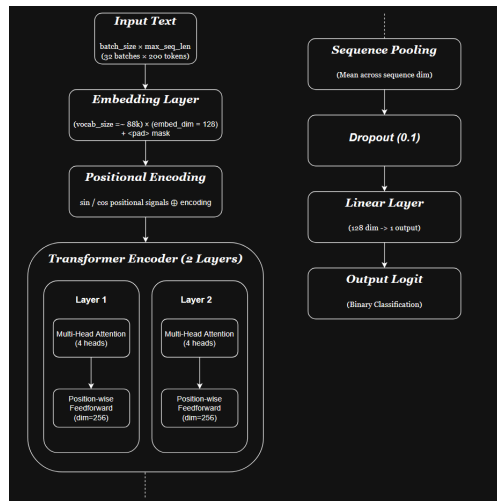 Input Text
batch_size × max_seq_len
(32 batches × 200 tokens)
Embedding Layer
(vocab_size =~ 88k) × (embed_dim = 128)
+ <pad> mask
Positional Encoding
sin / cos positional signals ⊕ encoding
Transformer Encoder (2 Layers)
Layer 1
Multi-Head Attention
(4 heads)
Position-wise
Feedforward
(dim=256)
Layer 2
Multi-Head Attention
(4 heads)
Position-wise
Feedforward
(dim=256)
Sequence Pooling
(Mean across sequence dim)
Dropout (0.1)
Linear Layer
(128 dim -> 1 output)
Output Logit
(Binary Classification)